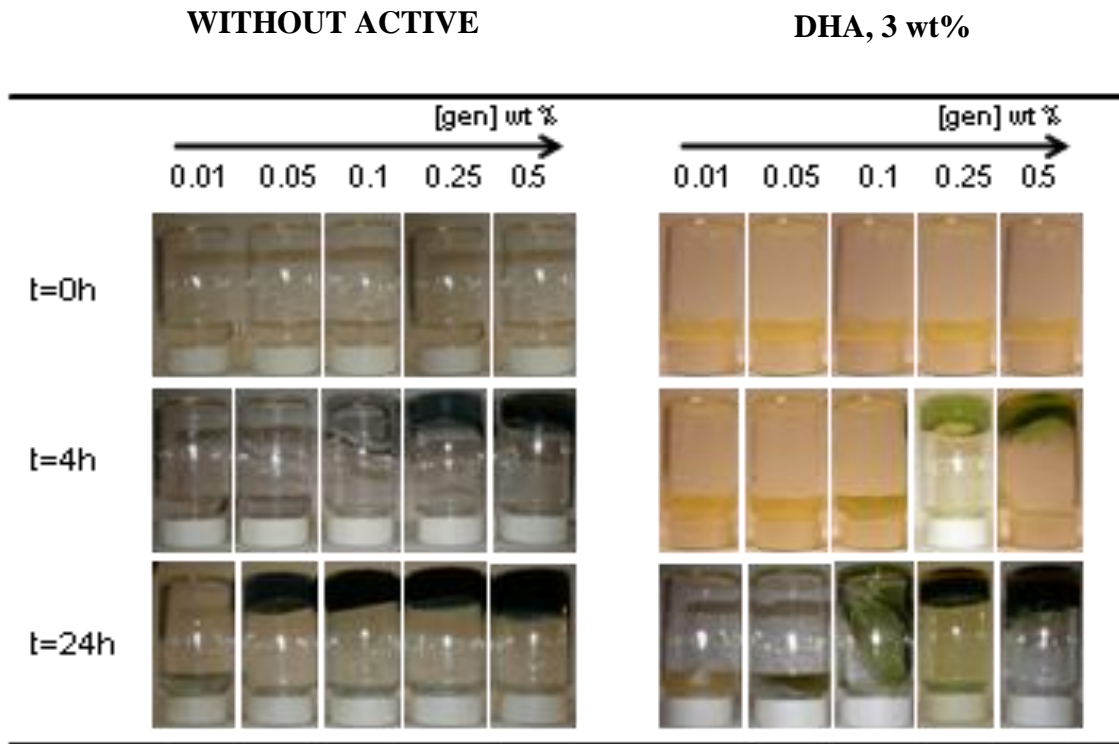 WITHOUT ACTIVE
DHA, 3 wt%
[gen] wt %
[gen] wt %
0.01 0.05 0.1 0.25 0.5
0.01 0.05 0.1 0.25 0.5
t=0h
t=4h
t=24h